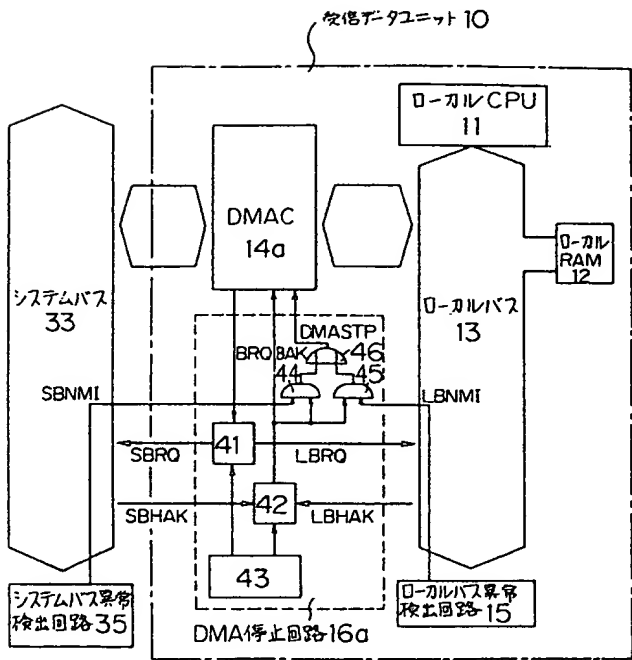 受信データユニット 10
ローカルCPU
11
DMAC
14a
ローカル
RAM
12
システムバス
33
ローカルバス
13
DMASTP
BRQ
BAK
46
44
45
SBNMI
LBNMI
41
SBRQ
LBRQ
42
SBHAK
LBHAK
43
システムバス異常
検出回路 35
ローカルバス異常
検出回路 15
DMA停止回路16a